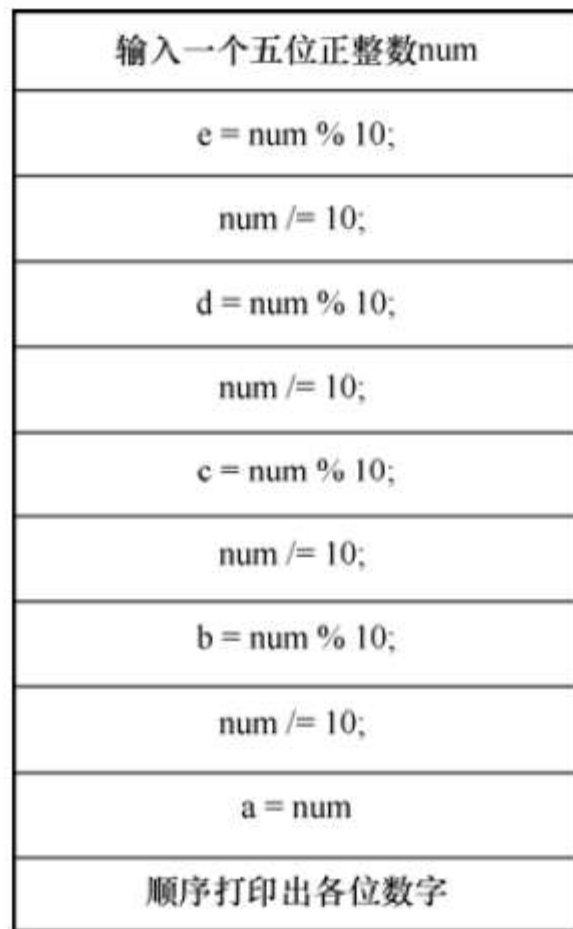 输入一个五位正整数num
e = num % 10;
num /= 10;
d = num % 10;
num /= 10;
c = num % 10;
num /= 10;
b = num % 10;
num /= 10;
a = num
顺序打印出各位数字